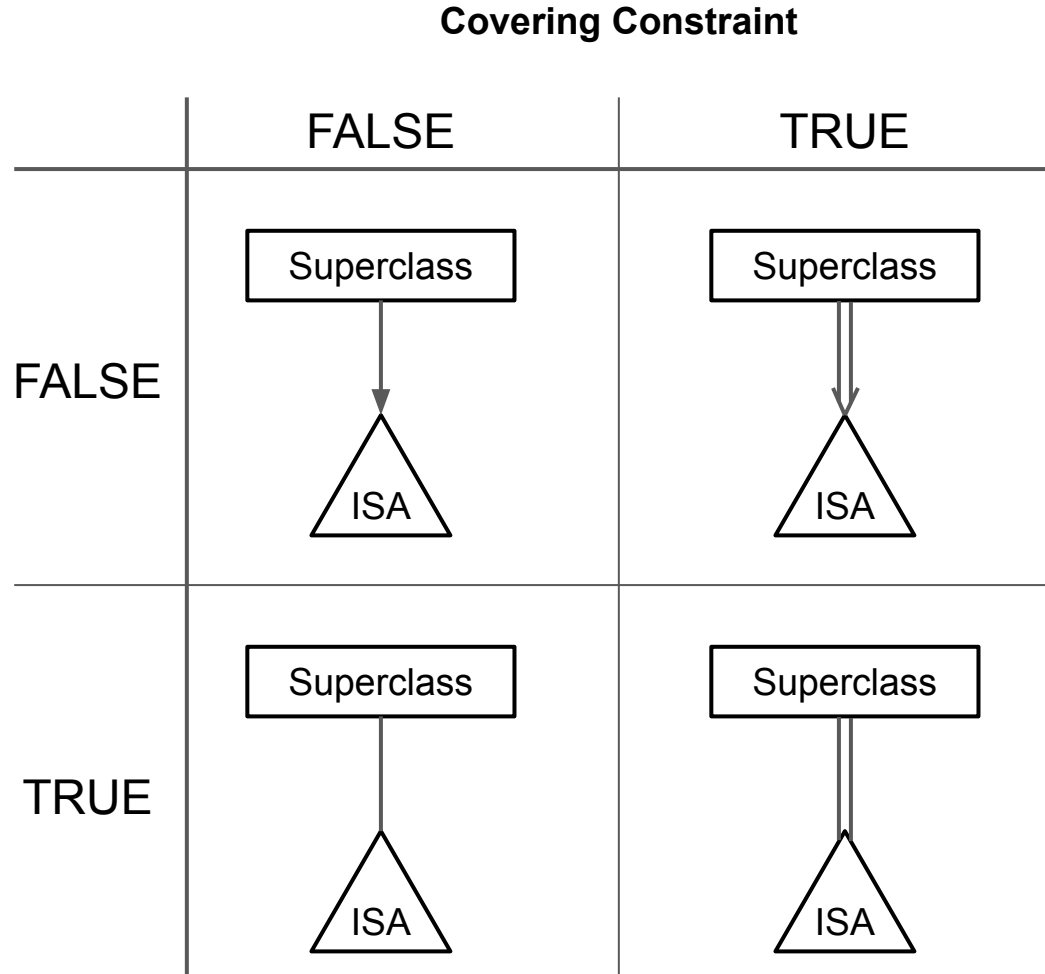 Covering Constraint
FALSE
TRUE
FALSE
Superclass
Superclass
ISA
ISA
TRUE
Superclass
Superclass
ISA
ISA